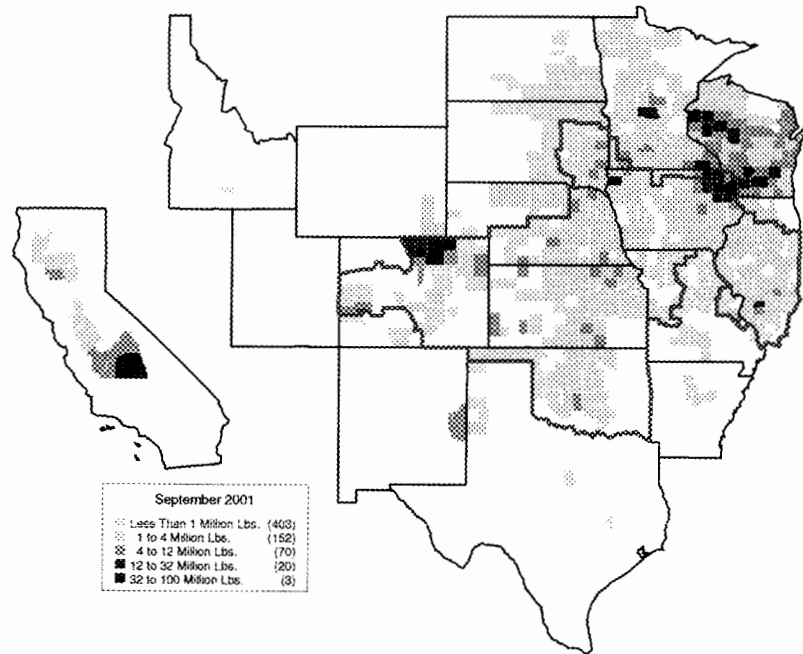 September 2001
Less Than 1 Million Lbs. (403)
1 to 4 Million Lbs. (152)
4 to 12 Million Lbs. (70)
12 to 32 Million Lbs. (20)
32 to 100 Million Lbs. (3)